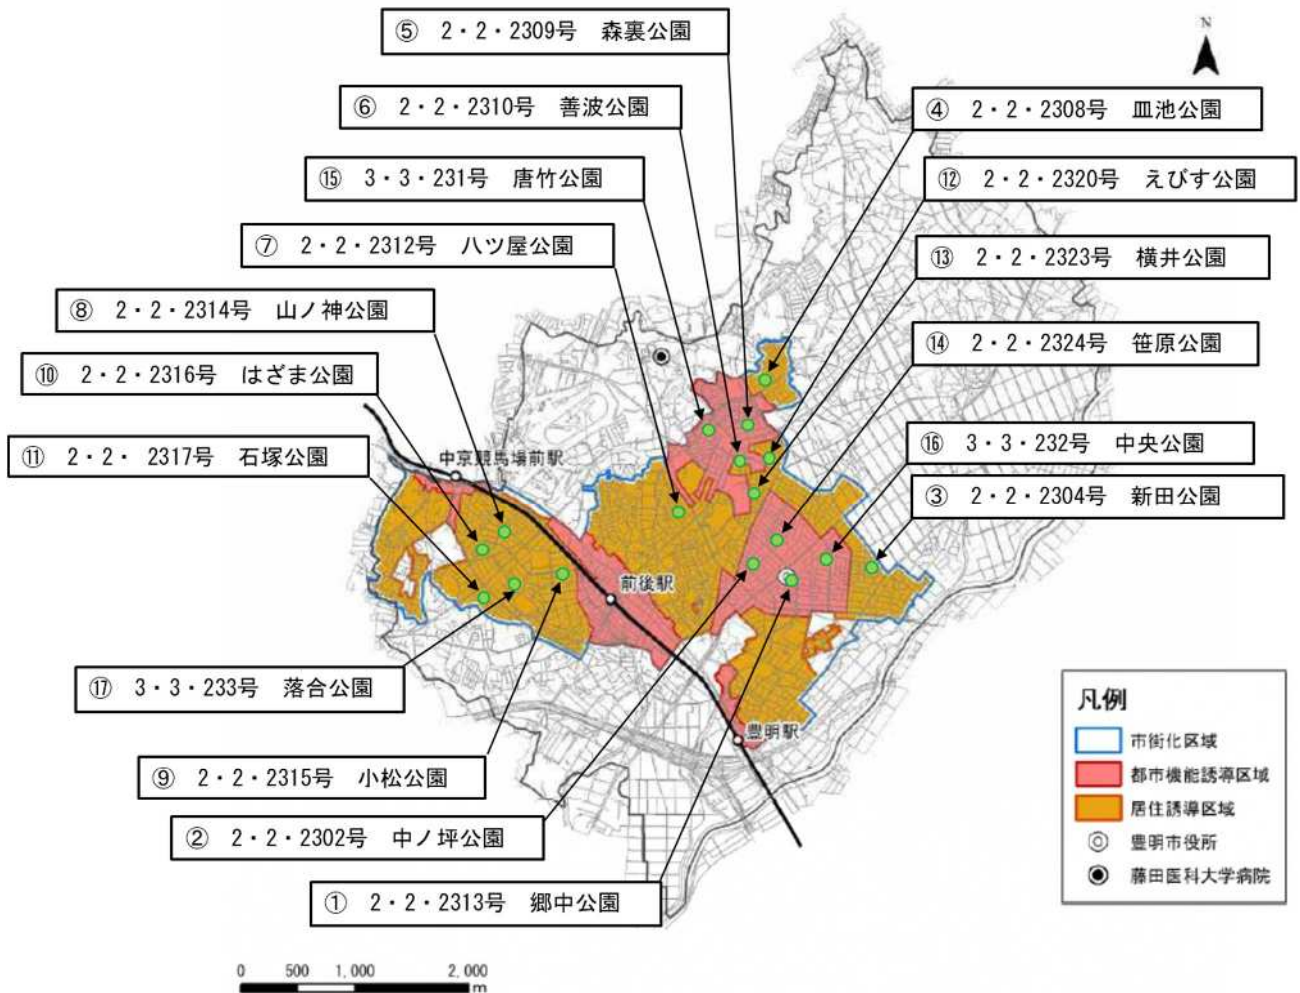 ⑤ 2・2・2309号 森裏公園
N
⑥ 2・2・2310号 善波公園
④ 2・2・2308号 皿池公園
⑮ 3・3・231号 唐竹公園
⑫ 2・2・2320号 えびす公園
⑦ 2・2・2312号 八ツ屋公園
⑬ 2・2・2323号 横井公園
⑧ 2・2・2314号 山ノ神公園
⑭ 2・2・2324号 笹原公園
⑩ 2・2・2316号 はざま公園
⑯ 3・3・232号 中央公園
⑪ 2・2・ 2317号 石塚公園
中京競馬場前駅
③ 2・2・2304号 新田公園
前後駅
⑰ 3・3・233号 落合公園
豊明駅
⑨ 2・2・2315号 小松公園
② 2・2・2302号 中ノ坪公園
① 2・2・2313号 郷中公園
凡例
市街化区域
都市機能誘導区域
居住誘導区域
豊明市役所
藤田医科大学病院
0 500 1,000 2,000
m